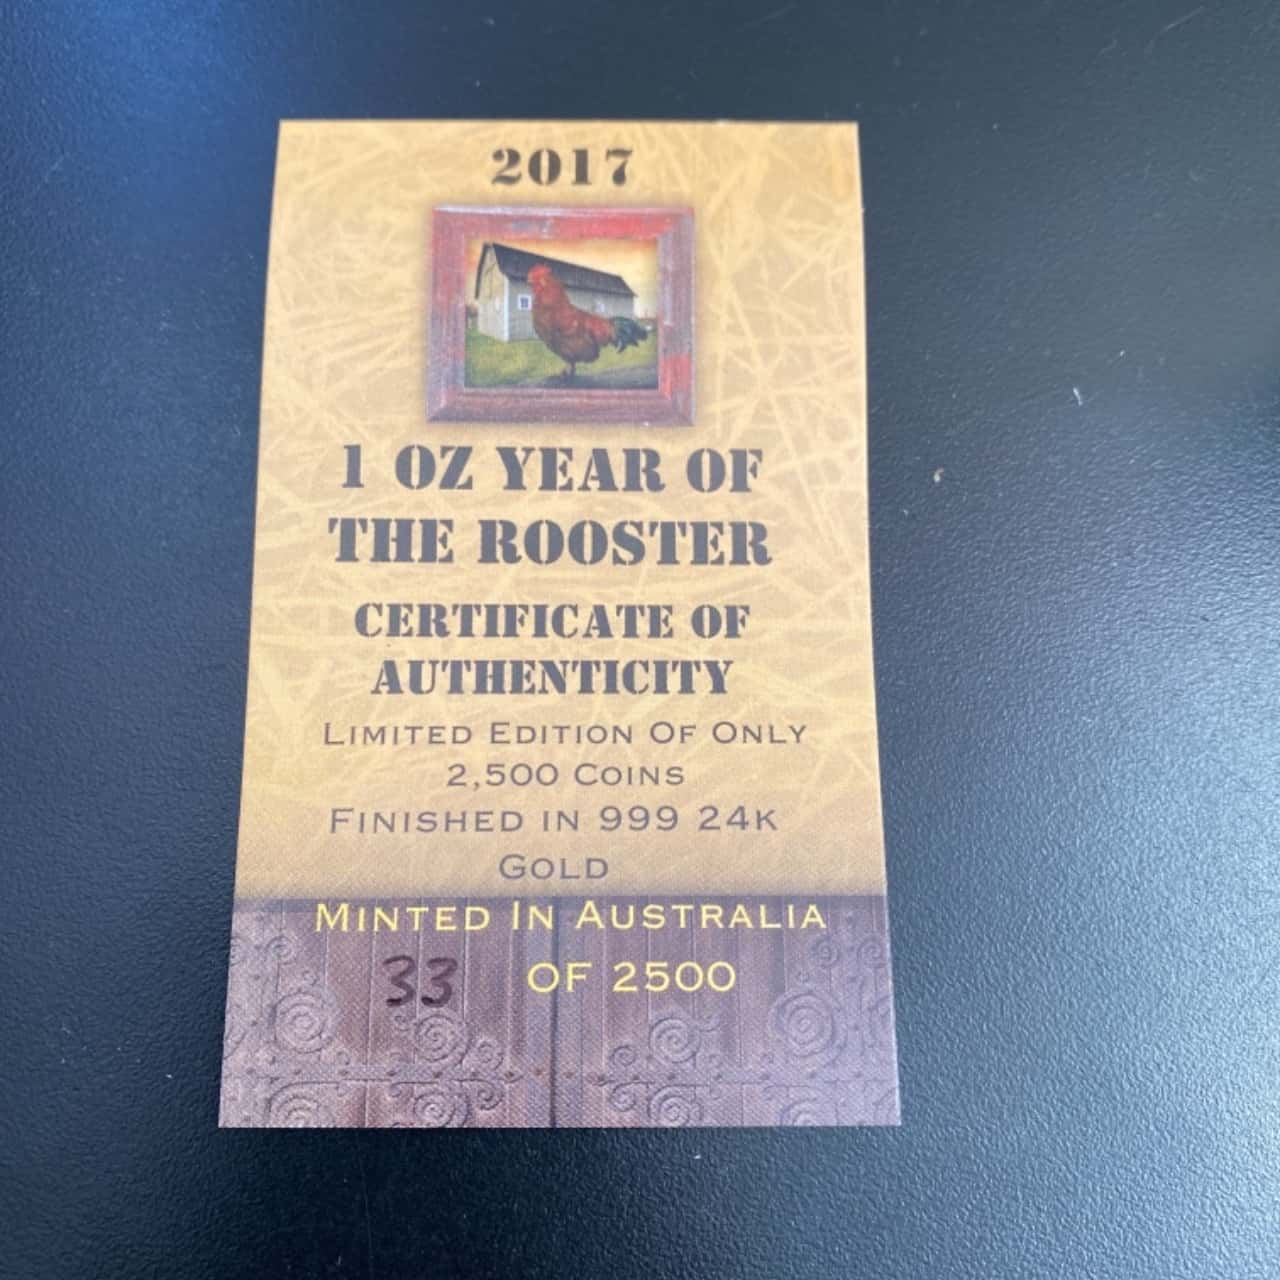 2017
1 OZ YEAR OF
THE ROOSTER
CERTIFICATE OF
AUTHENTICITY
LIMITED EDITION OF ONLY
2,500 COINS
FINISHED IN 999 24K
GOLD
MINTED IN AUSTRALIA
33 OF 2500